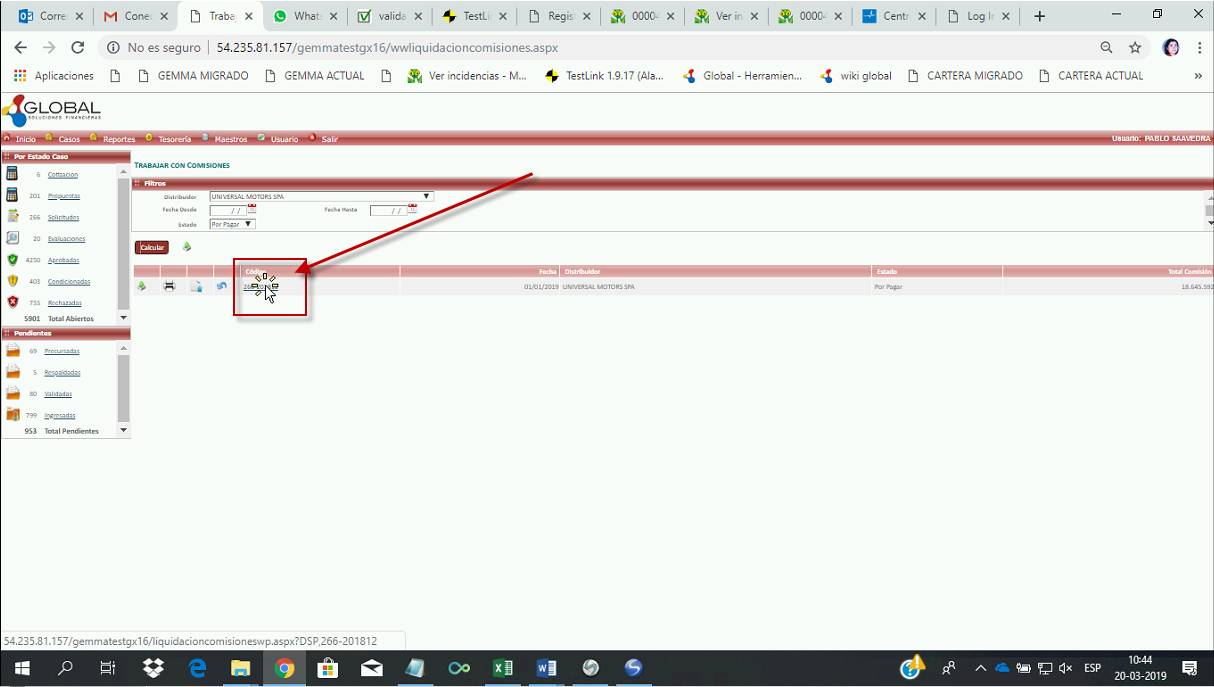 Corre
Conec
Trabaj
What:
valida
TestLi
Regis
0000
Ver in
0000
Centr
Log In
No es seguro
54.235.81.157/gemmatestgx16/wwliquidacioncomisiones.aspx
Aplicaciones
GEMMA MIGRADO
GEMMA ACTUAL
Ver incidencias - M...
TestLink 1.9.17 (Ala...
Global - Herramien...
wiki global
CARTERA MIGRADO
CARTERA ACTUAL
»
GLOBAL
SOLUCIONES FINANCIERAS
Inicio
Casos
Reportes
Tesorería
Maestros
Usuario
Salir
Usuario: PABLO SAAVEDRA
Por Estado Caso
6 Cotizacion
201 Propuestas
266 Solicitudes
20 Evaluaciones
4250 Aprobadas
403 Condicionadas
755 Rechazadas
5901 Total Abiertos
Pendientes
69 Precursadas
5 Respaldadas
80 Validadas
799 Ingresadas
953 Total Pendientes
TRABAJAR CON COMISIONES
Filtros
Distribuidor UNIVERSAL MOTORS SPA
Fecha Desde / /
Fecha Hasta / /
Estado Por Pagar
Calcular
Fecha Distribuidor Estado Total Comisión
01/01/2019 UNIVERSAL MOTORS SPA Por Pagar 18.645.592
54.235.81.157/gemmatestgx16/liquidacioncomisioneswp.aspx?DSP,266-201812
ESP
10:44
20-03-2019